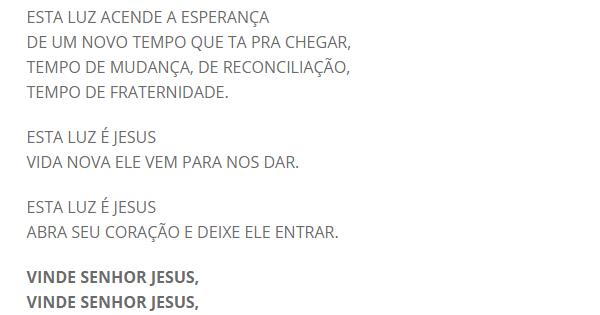 ESTA LUZ ACENDE A ESPERANÇA
DE UM NOVO TEMPO QUE TA PRA CHEGAR,
TEMPO DE MUDANÇA, DE RECONCILIAÇÃO,
TEMPO DE FRATERNIDADE.
ESTA LUZ É JESUS
VIDA NOVA ELE VEM PARA NOS DAR.
ESTA LUZ É JESUS
ABRA SEU CORAÇÃO E DEIXE ELE ENTRAR.
VINDE SENHOR JESUS,
VINDE SENHOR JESUS,